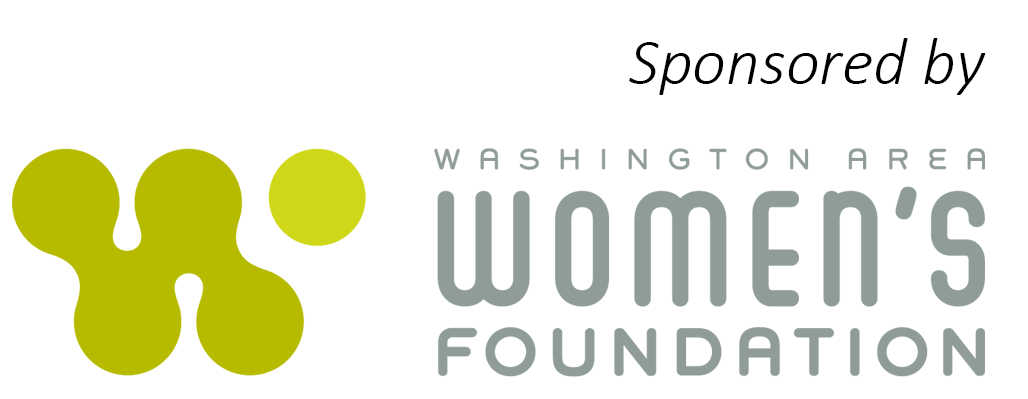 Sponsored by
WASHINGTON AREA
WOMEN'S
FOUNDATION